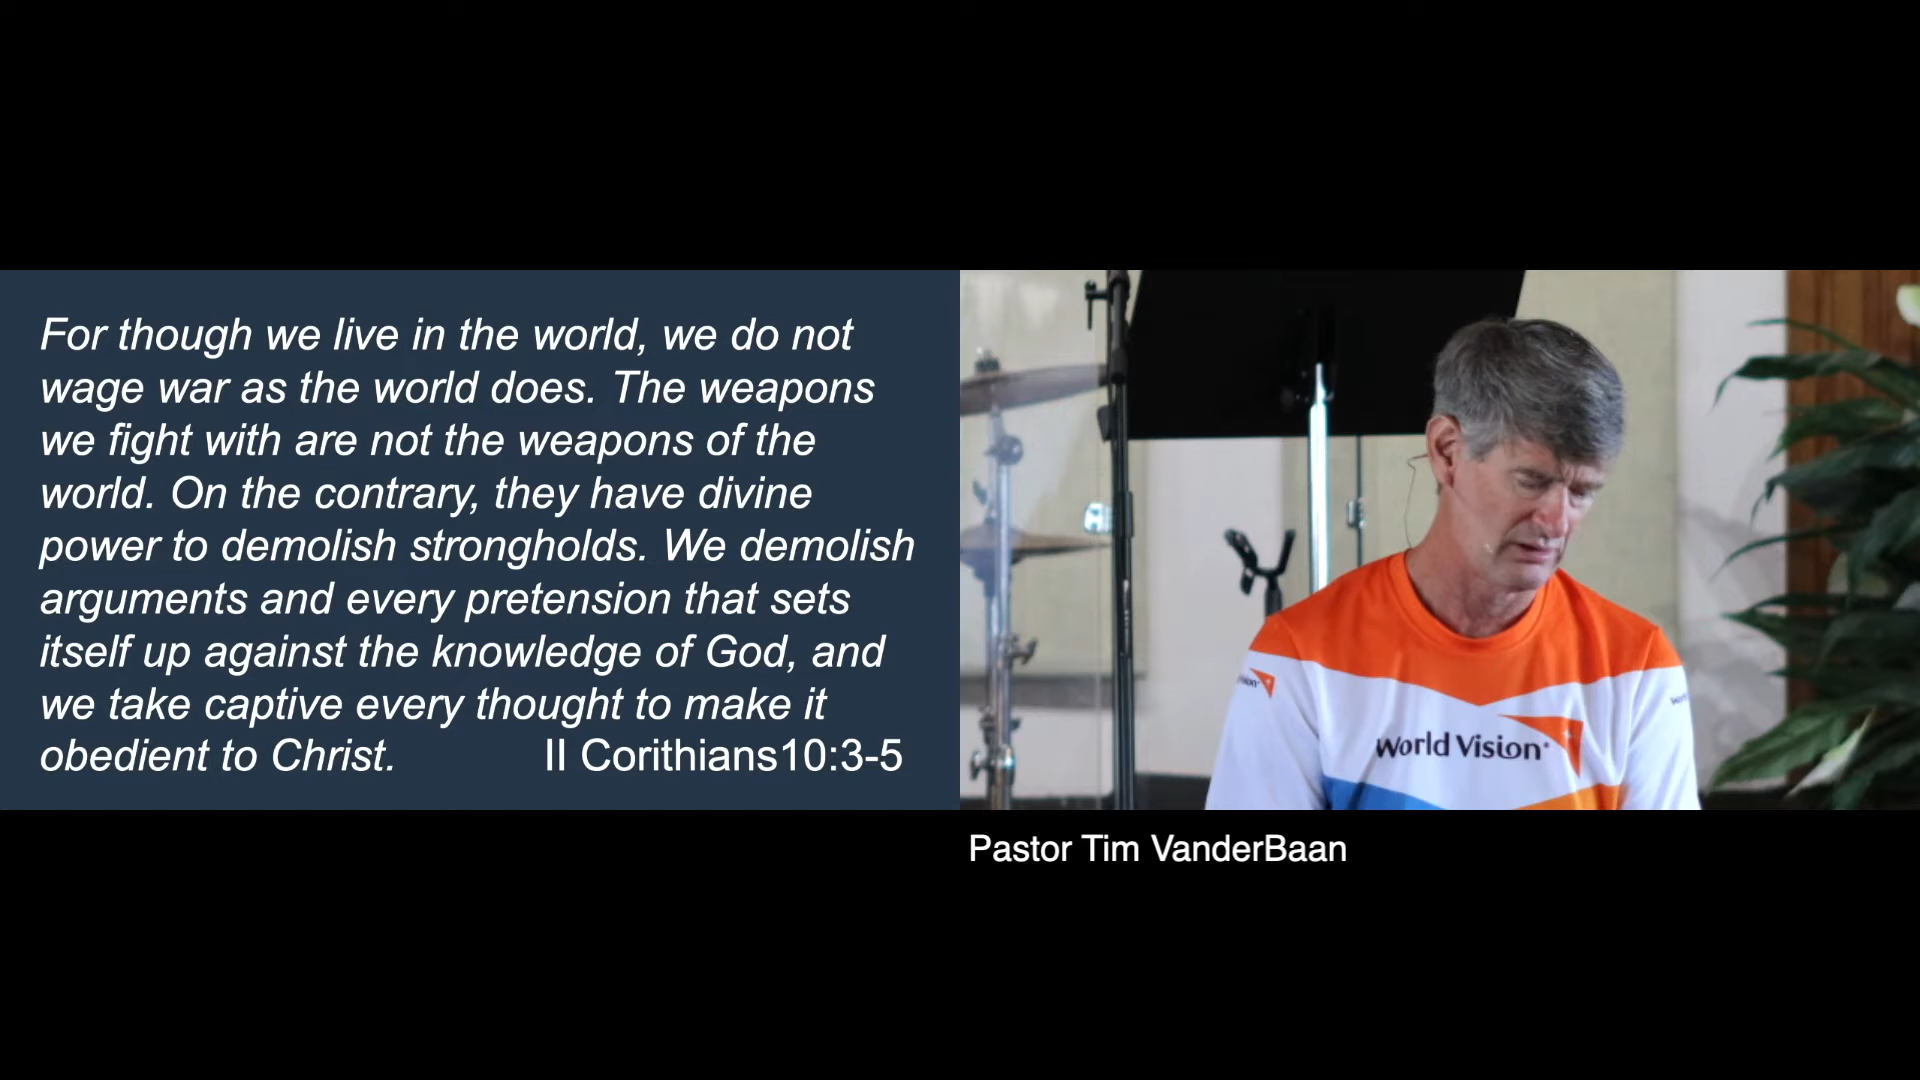 For though we live in the world, we do not
wage war as the world does. The weapons
we fight with are not the weapons of the
world. On the contrary, they have divine
power to demolish strongholds. We demolish
arguments and every pretension that sets
itself up against the knowledge of God, and
we take captive every thought to make it
obedient to Christ. II Corithians10:3-5
World Vision
Pastor Tim VanderBaan